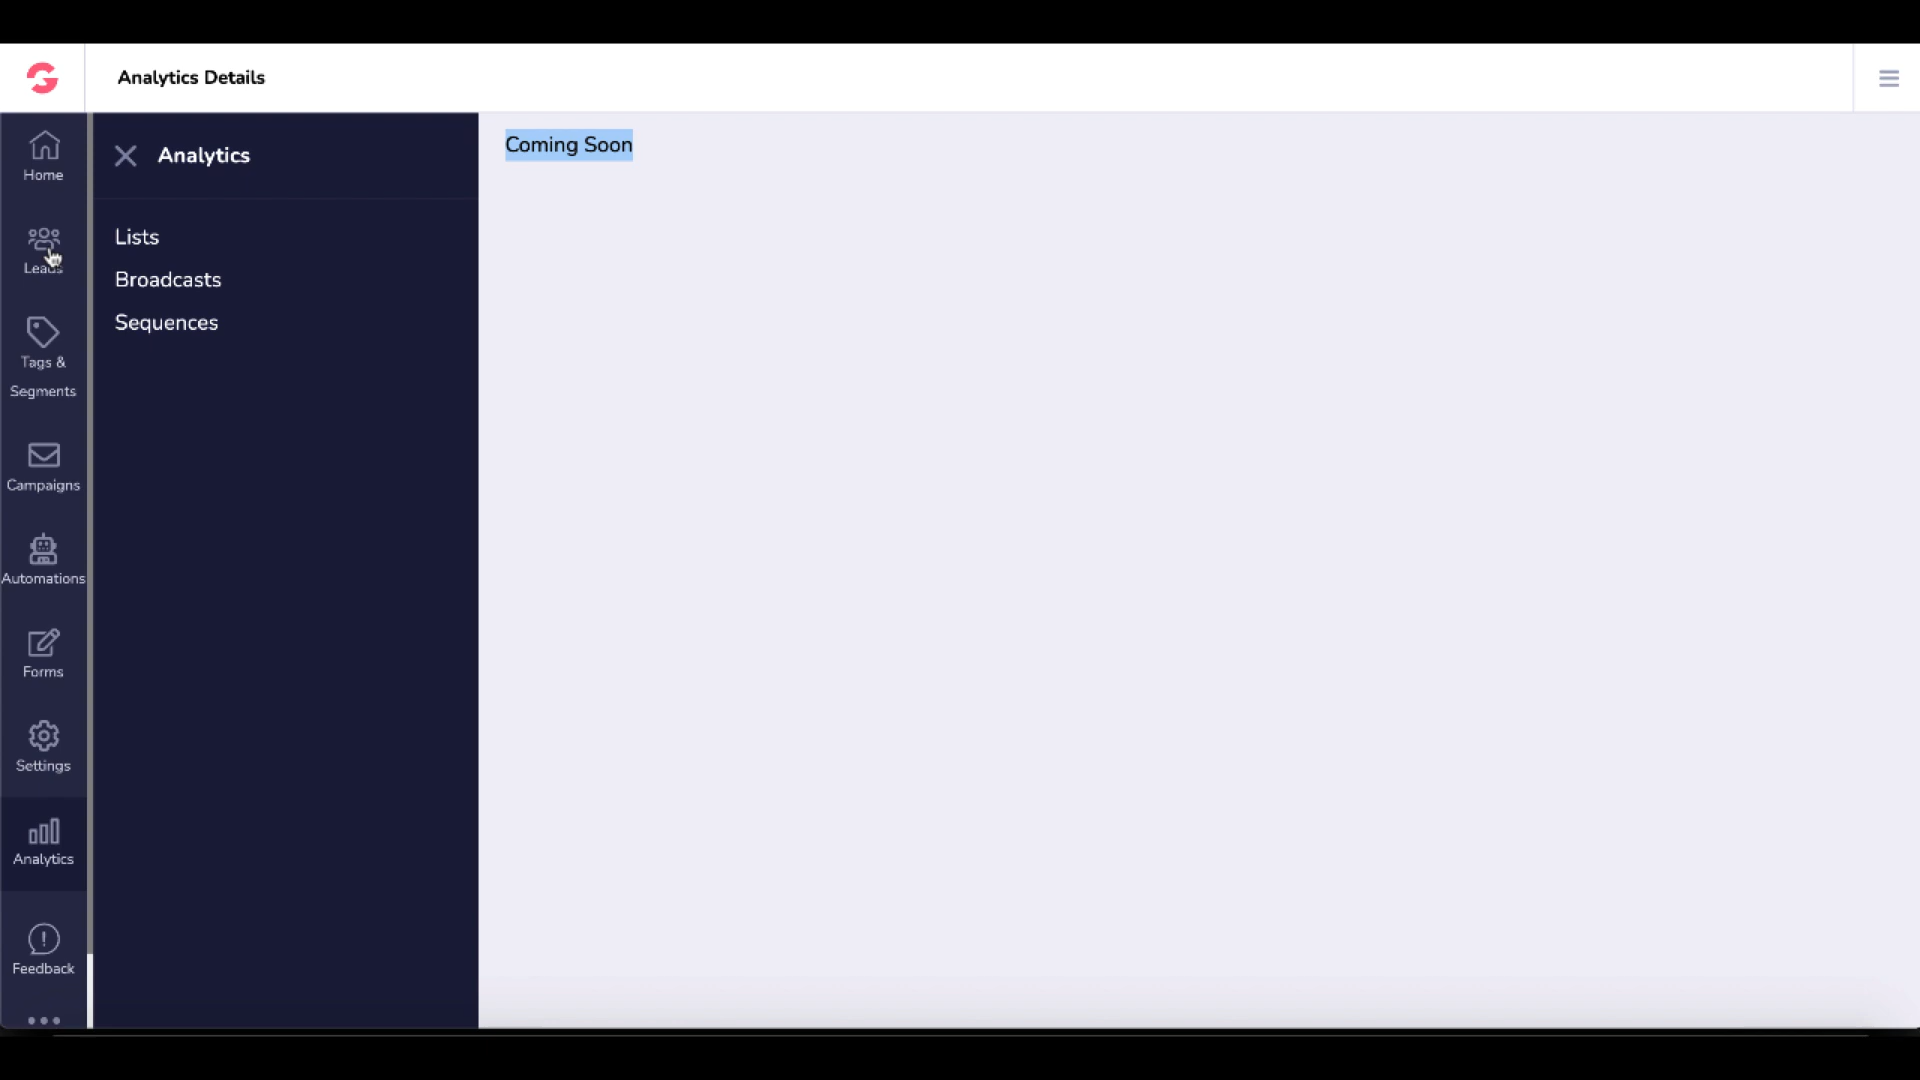 Analytics Details
Home
Leads
Tags &
Segments
Campaigns
Automations
Forms
Settings
Analytics
Feedback
Analytics
Lists
Broadcasts
Sequences
Coming Soon